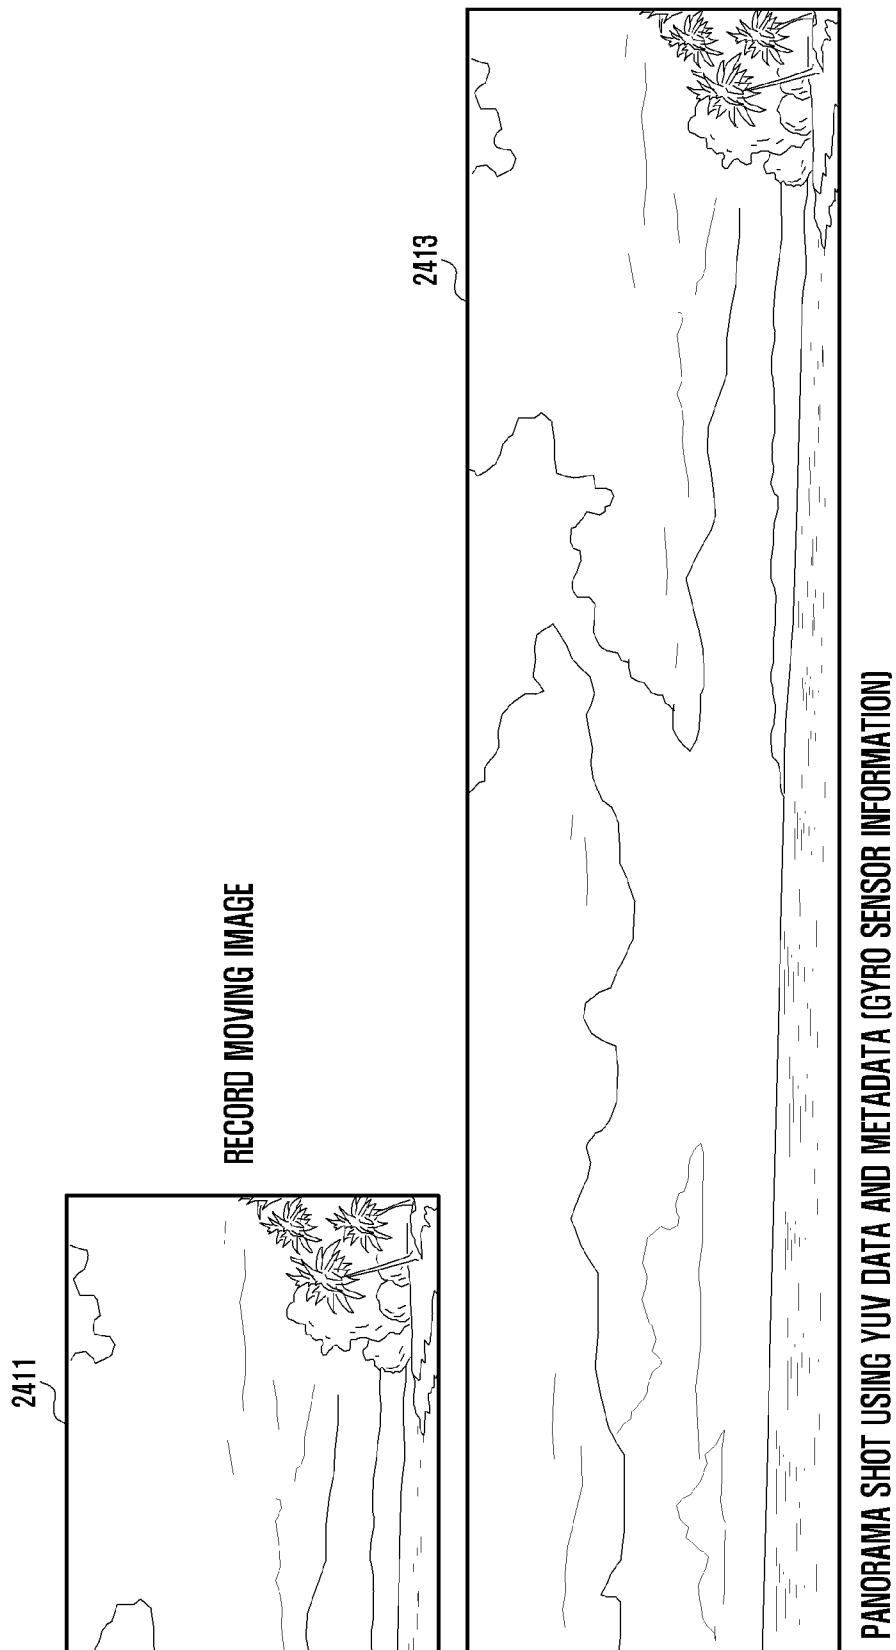 2411
RECORD MOVING IMAGE
2413
PANORAMA SHOT USING YUV DATA AND METADATA (GYRO SENSOR INFORMATION)